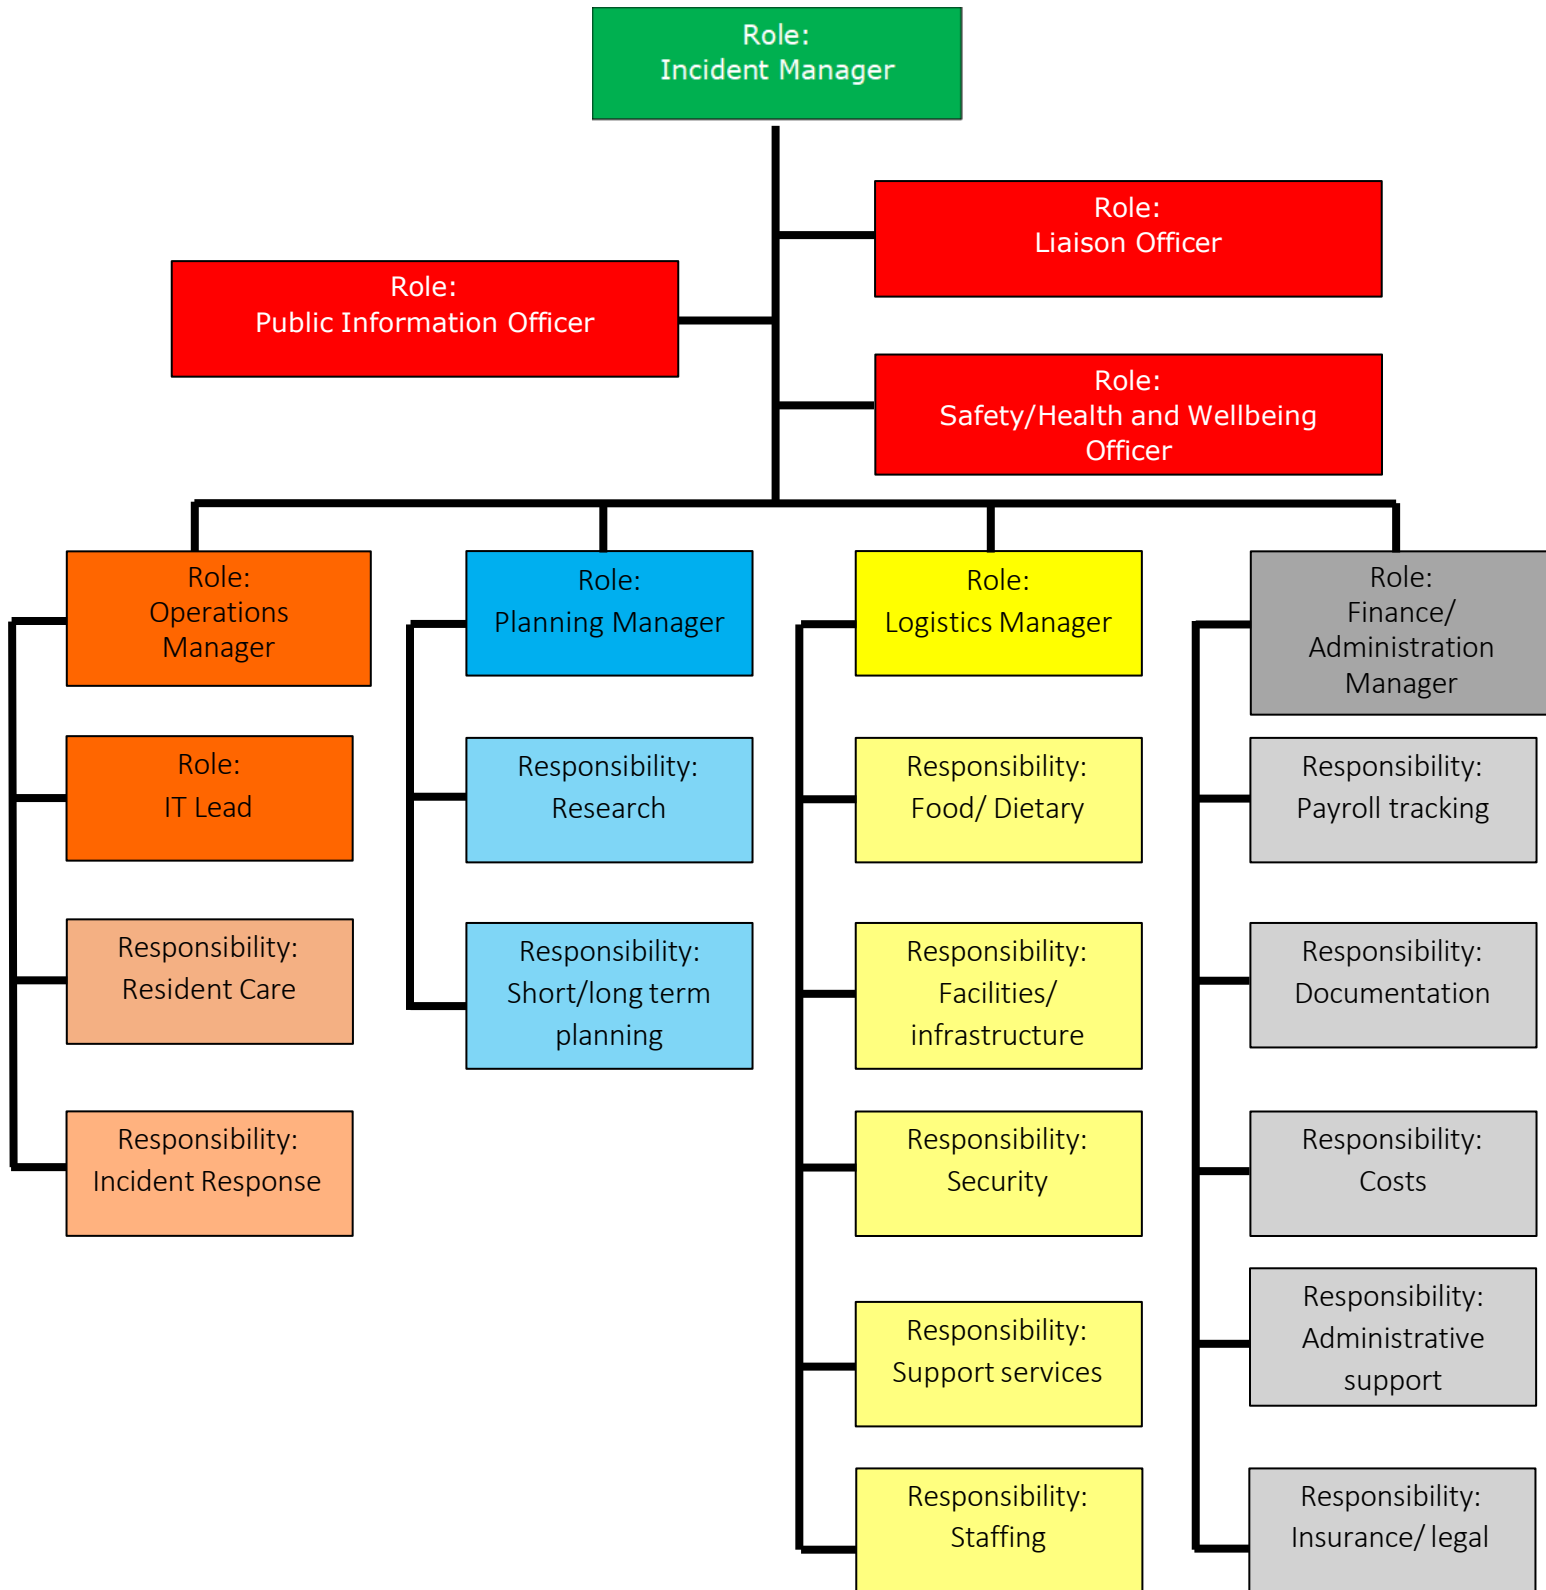 Role:
Incident Manager
Role:
Liaison Officer
Role:
Public Information Officer
Role:
Safety/Health and Wellbeing
Officer
Role:
Operations
Manager
Role:
IT Lead
Responsibility:
Resident Care
Responsibility:
Incident Response
Role:
Planning Manager
Responsibility:
Research
Responsibility:
Short/long term
planning
Role:
Logistics Manager
Responsibility:
Food/ Dietary
Responsibility:
Facilities/
infrastructure
Responsibility:
Security
Responsibility:
Support services
Responsibility:
Staffing
Role:
Finance/
Administration
Manager
Responsibility:
Payroll tracking
Responsibility:
Documentation
Responsibility:
Costs
Responsibility:
Administrative
support
Responsibility:
Insurance/ legal